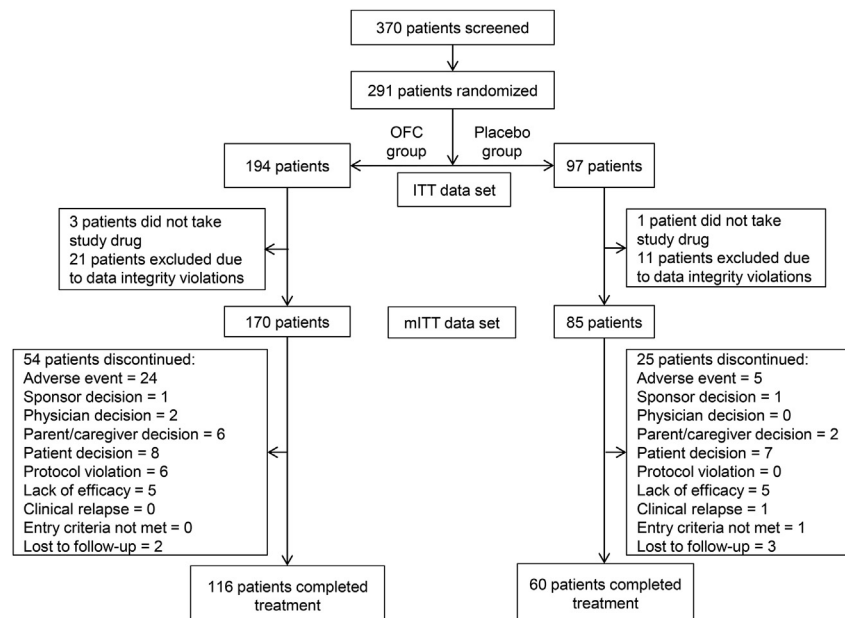 370 patients screened
291 patients randomized
OFC
group
Placebo
group
194 patients
97 patients
ITT data set
3 patients did not take
study drug
21 patients excluded due
to data integrity violations
1 patient did not take
study drug
11 patients excluded due
to data integrity violations
170 patients
mITT data set
85 patients
54 patients discontinued:
Adverse event = 24
Sponsor decision = 1
Physician decision = 2
Parent/caregiver decision = 6
Patient decision = 8
Protocol violation = 6
Lack of efficacy = 5
Clinical relapse = 0
Entry criteria not met = 0
Lost to follow-up = 2
25 patients discontinued:
Adverse event = 5
Sponsor decision = 1
Physician decision = 0
Parent/caregiver decision = 2
Patient decision = 7
Protocol violation = 0
Lack of efficacy = 5
Clinical relapse = 1
Entry criteria not met = 1
Lost to follow-up = 3
116 patients completed
treatment
60 patients completed
treatment